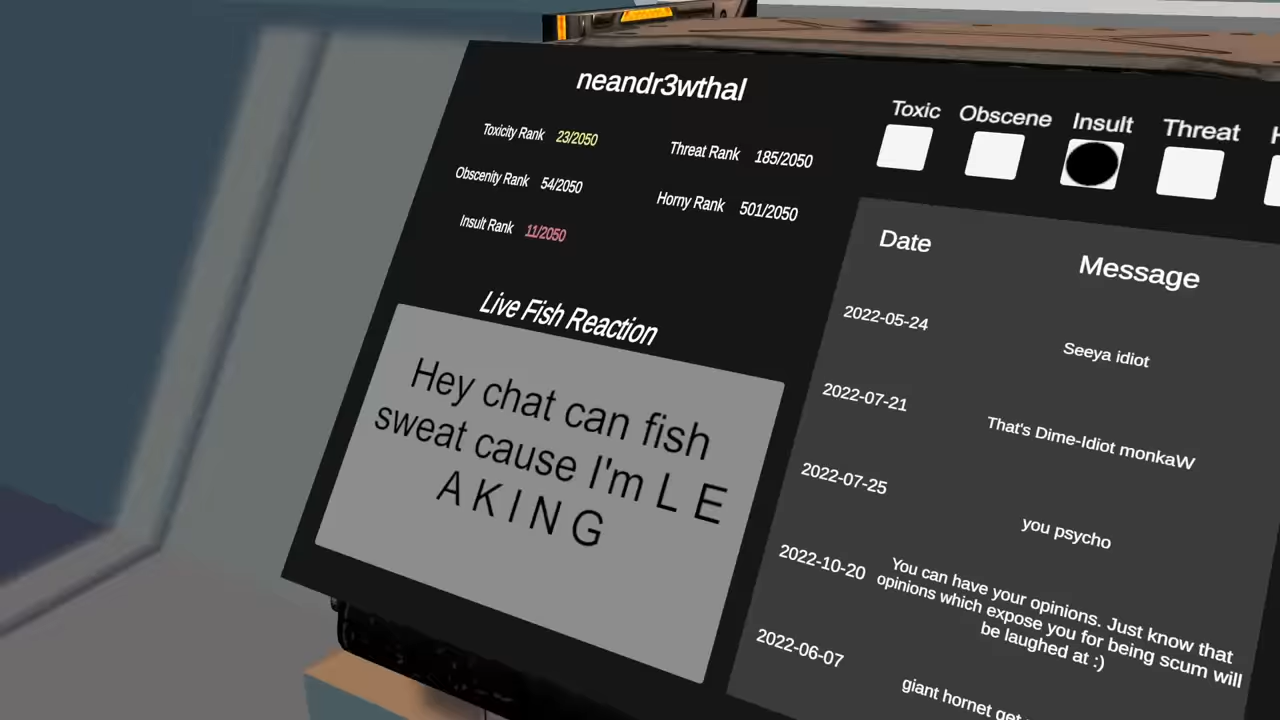 neandr3wthal
Toxicity Rank 23/2050
Threat Rank 185/2050
Obscenity Rank 54/2050
Horny Rank 501/2050
Insult Rank 11/2050
Live Fish Reaction
Hey chat can fish
sweat cause I'm L E
A K I N G
Toxic Obscene Insult Threat
Date Message
2022-05-24
Seeya idiot
2022-07-21
That's Dime-Idiot monkaW
2022-07-25
you psycho
2022-10-20
You can have your opinions. Just know that
opinions which expose you for being scum will
be laughed at :)
2022-06-07
giant hornet get